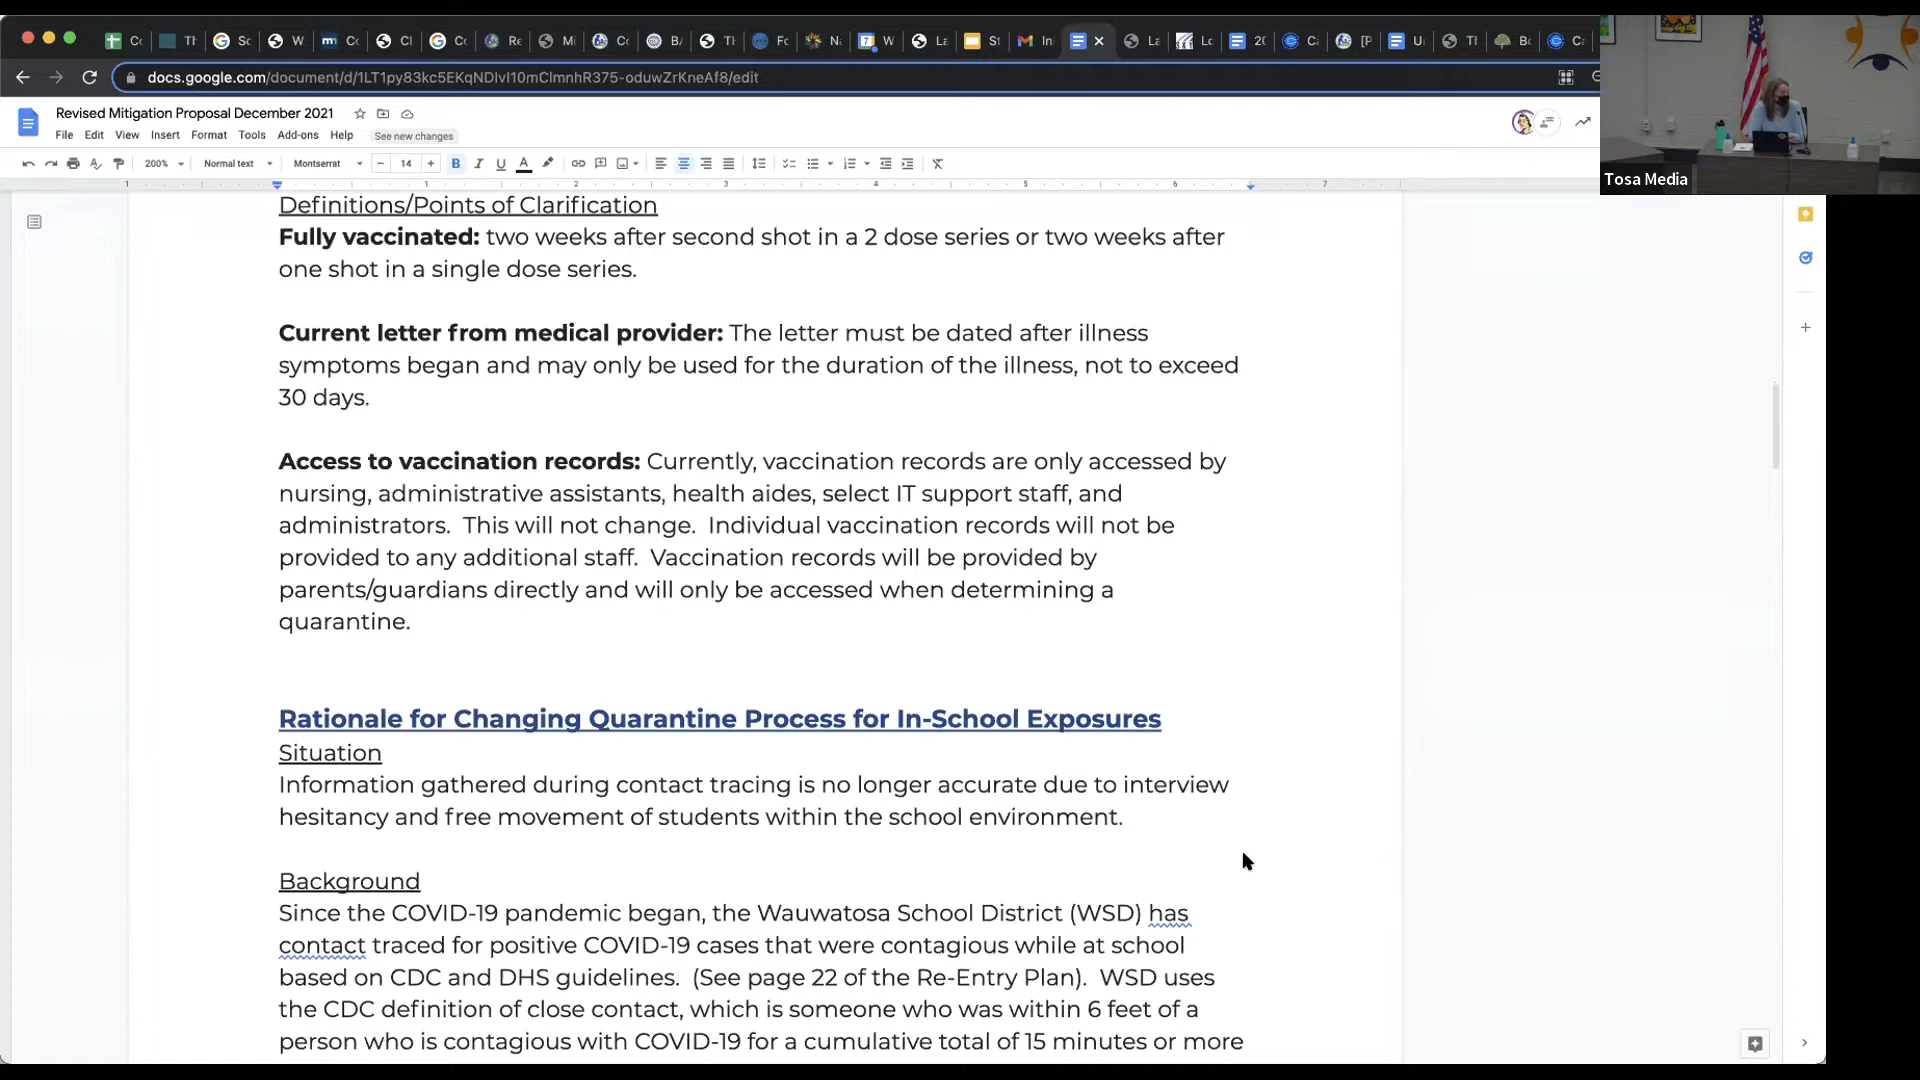 docs.google.com/document/d/1LT1py83kc5EKqNDIvI10mClmnhR375-oduwZrKneAf8/edit
Revised Mitigation Proposal December 2021
File Edit View Insert Format Tools Add-ons Help See new changes
200% Normal text Montserrat 14
Tosa Media
Definitions/Points of Clarification
Fully vaccinated: two weeks after second shot in a 2 dose series or two weeks after
one shot in a single dose series.
Current letter from medical provider: The letter must be dated after illness
symptoms began and may only be used for the duration of the illness, not to exceed
30 days.
Access to vaccination records: Currently, vaccination records are only accessed by
nursing, administrative assistants, health aides, select IT support staff, and
administrators.  This will not change.  Individual vaccination records will not be
provided to any additional staff.  Vaccination records will be provided by
parents/guardians directly and will only be accessed when determining a
quarantine.
Rationale for Changing Quarantine Process for In-School Exposures
Situation
Information gathered during contact tracing is no longer accurate due to interview
hesitancy and free movement of students within the school environment.
Background
Since the COVID-19 pandemic began, the Wauwatosa School District (WSD) has
contact traced for positive COVID-19 cases that were contagious while at school
based on CDC and DHS guidelines.  (See page 22 of the Re-Entry Plan).  WSD uses
the CDC definition of close contact, which is someone who was within 6 feet of a
person who is contagious with COVID-19 for a cumulative total of 15 minutes or more